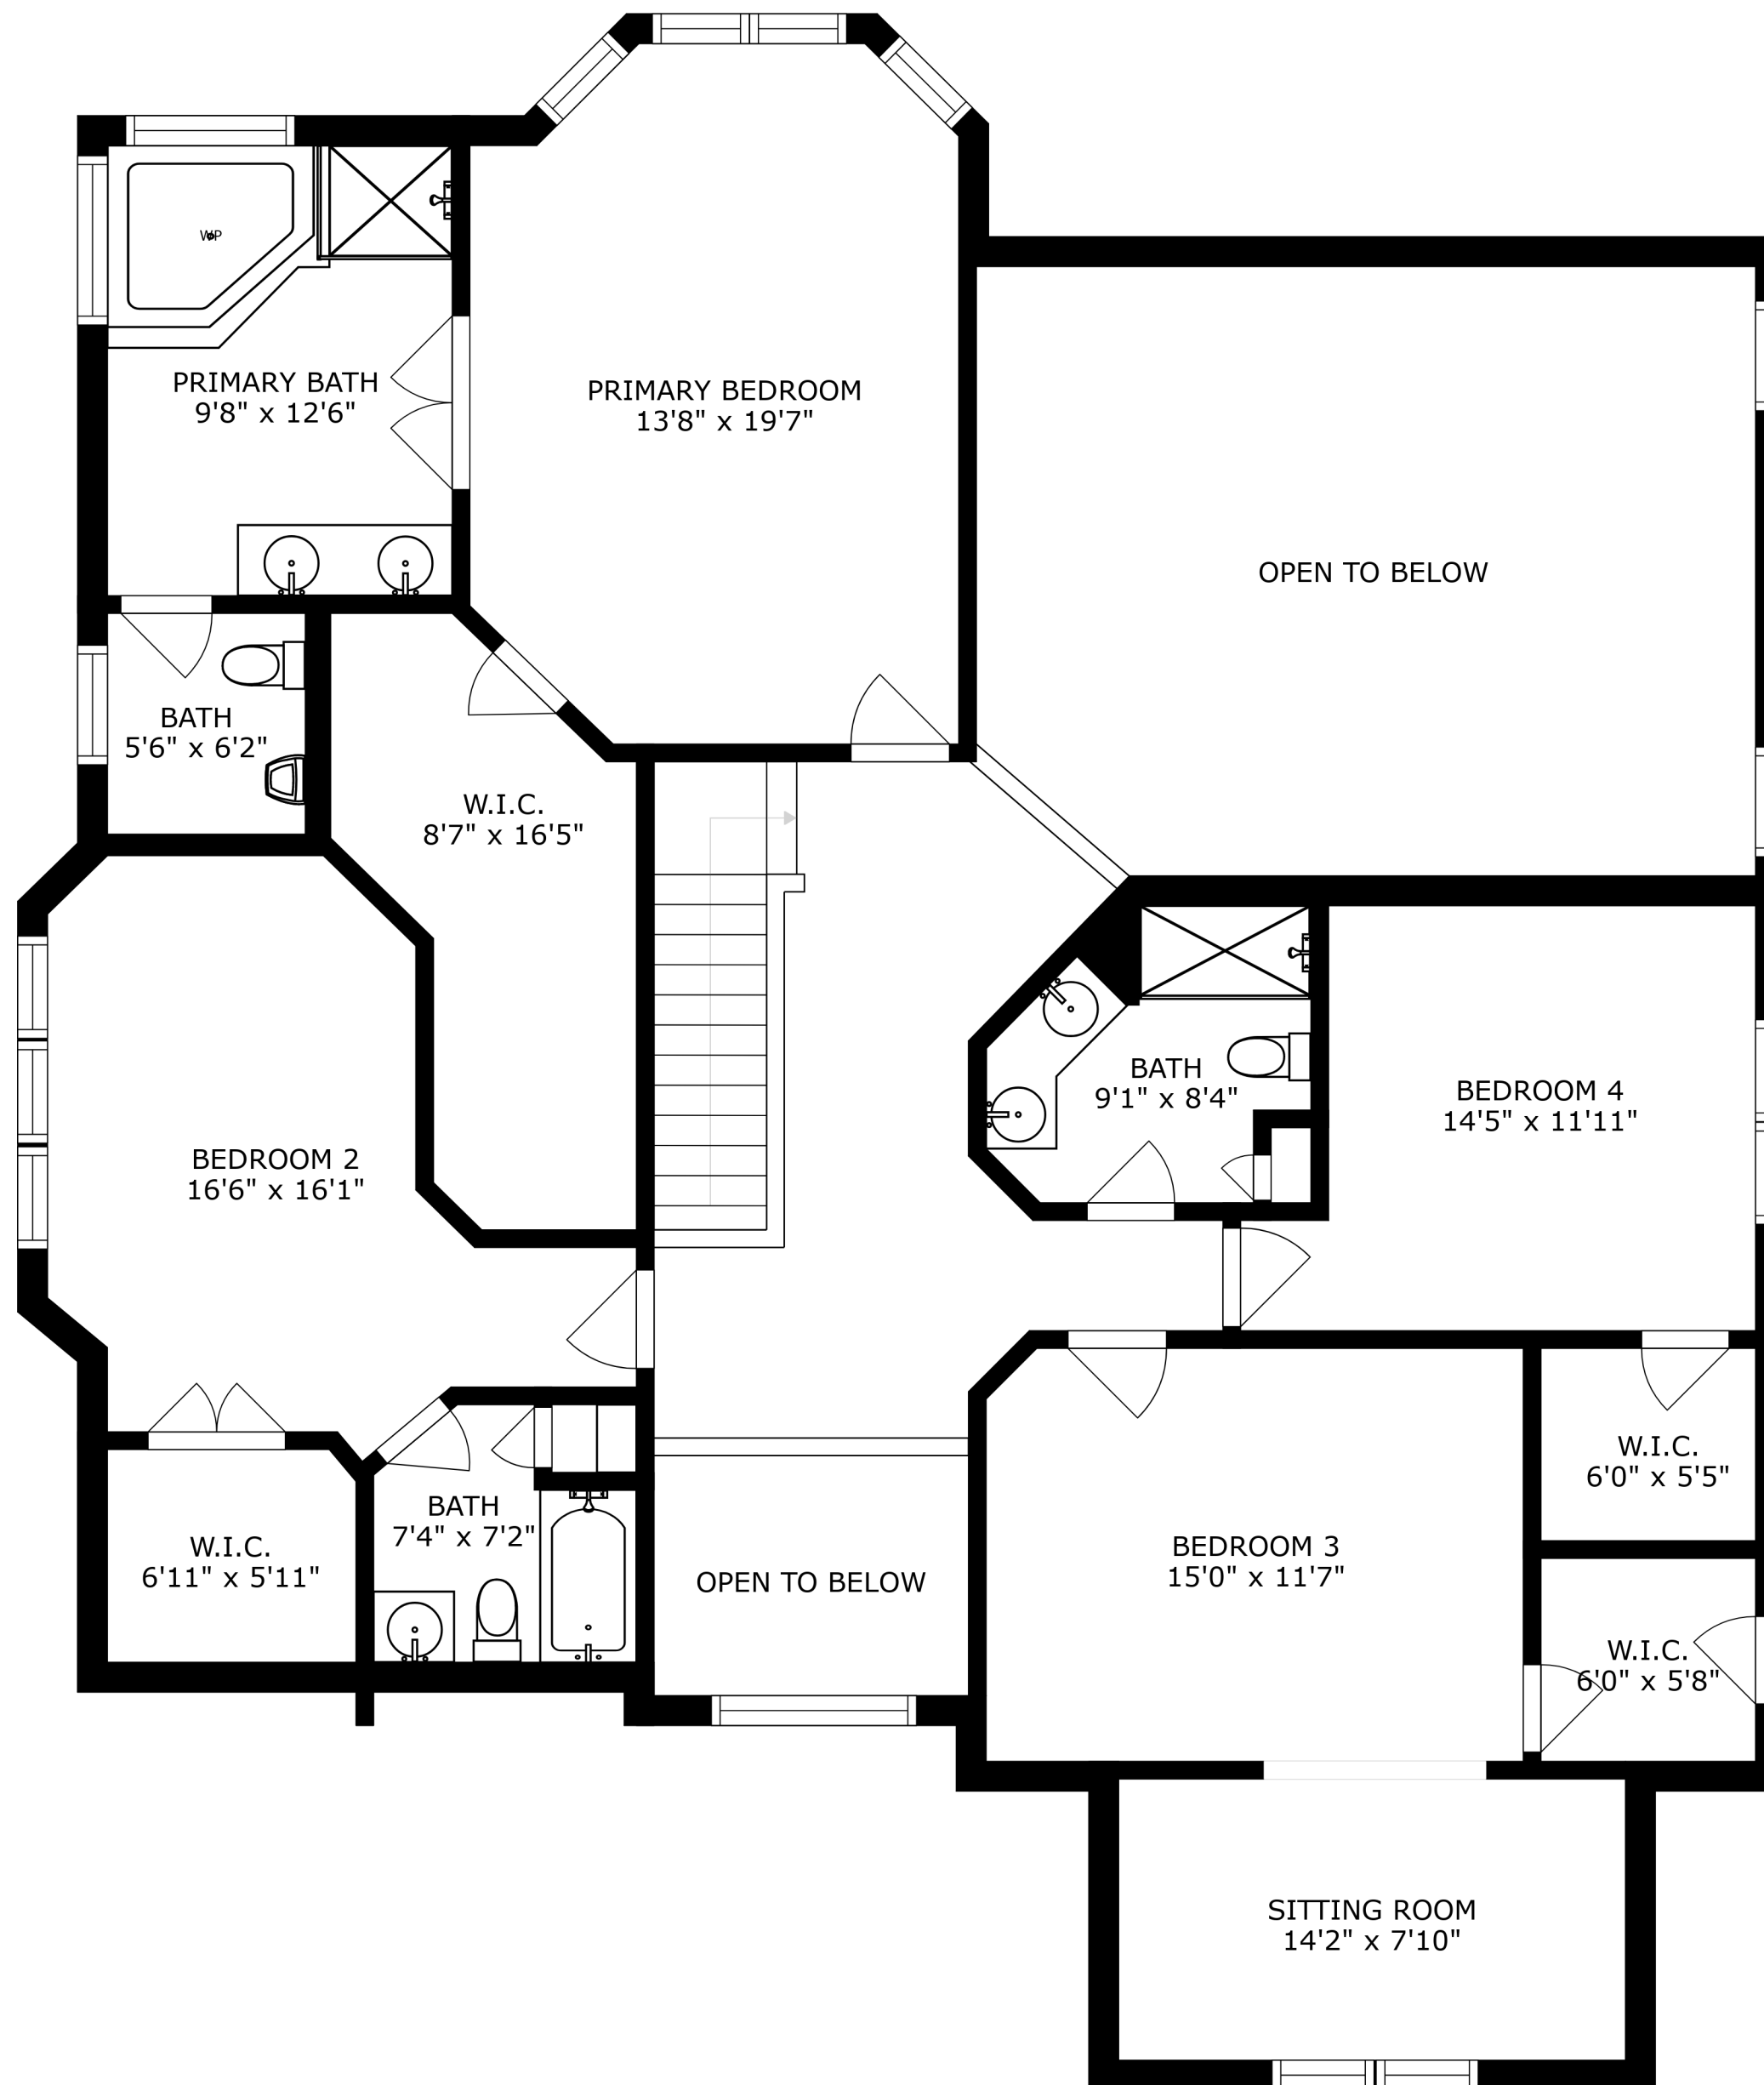 WP
PRIMARY BATH
9'8" x 12'6"
PRIMARY BEDROOM
13'8" x 19'7"
OPEN TO BELOW
BATH
5'6" x 6'2"
W.I.C.
8'7" x 16'5"
BATH
9'1" x 8'4"
BEDROOM 4
14'5" x 11'11"
BEDROOM 2
16'6" x 16'1"
W.I.C.
6'0" x 5'5"
BATH
7'4" x 7'2"
W.I.C.
6'11" x 5'11"
OPEN TO BELOW
BEDROOM 3
15'0" x 11'7"
W.I.C.
6'0" x 5'8"
SITTING ROOM
14'2" x 7'10"